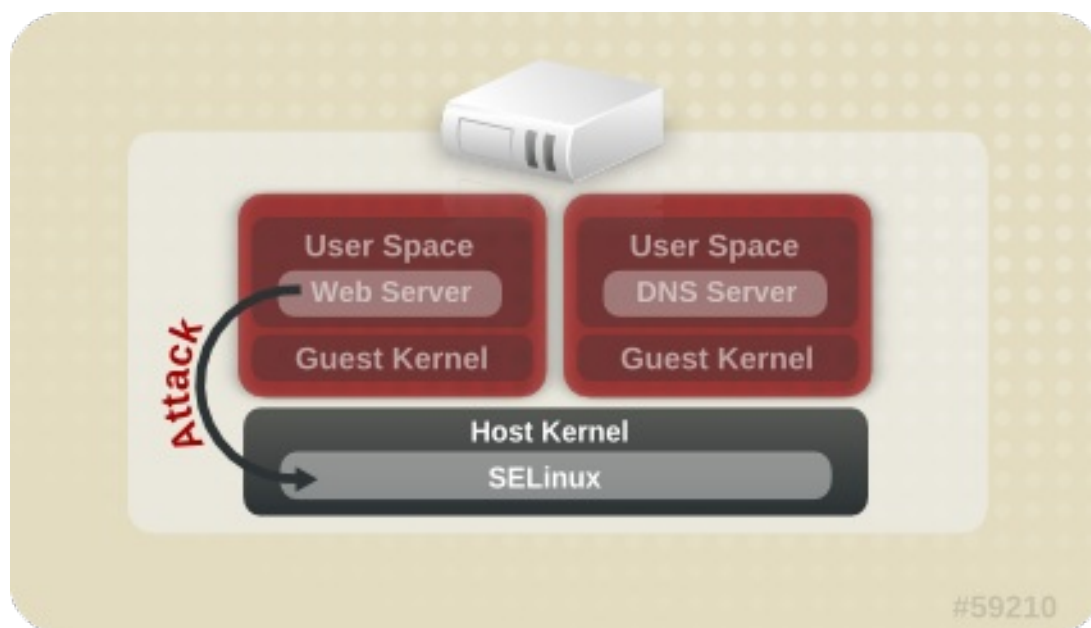 User Space
Web Server
Guest Kernel
User Space
DNS Server
Guest Kernel
Attack
Host Kernel
SELinux
#59210